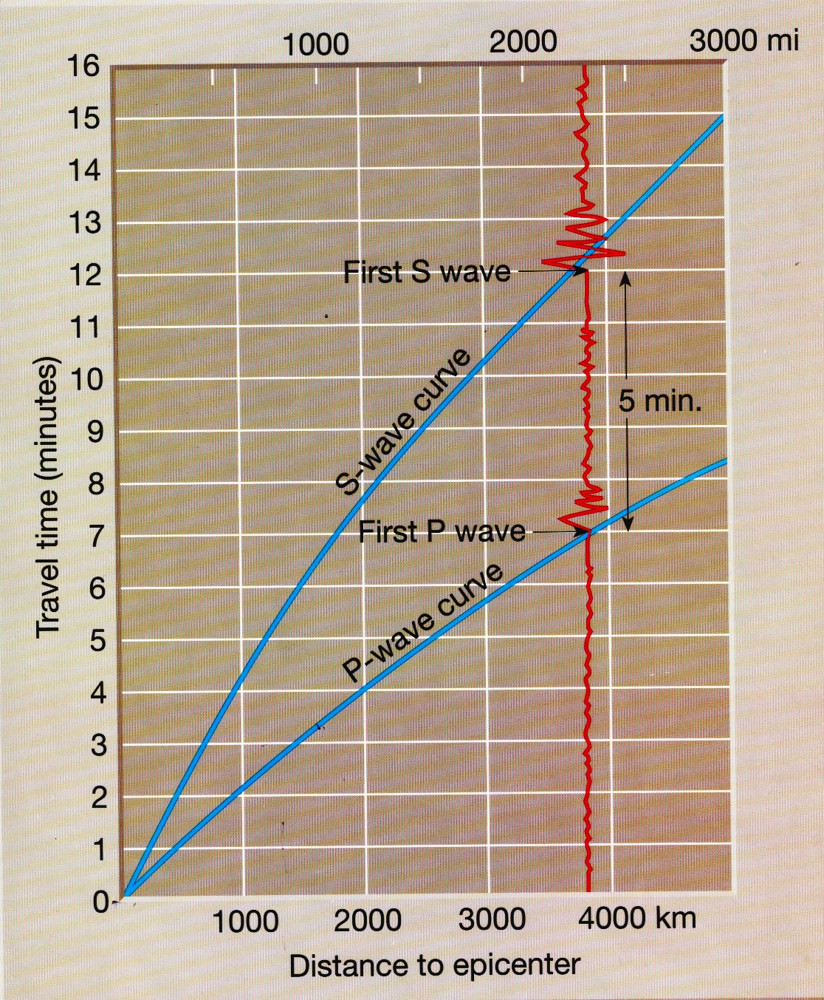 1000 2000 3000 mi
16
15
14
13
12
11
10
9
8
7
6
5
4
3
2
1
0
Travel time (minutes)
First S wave
5 min.
S-wave curve
First P wave
P-wave curve
1000 2000 3000 4000 km
Distance to epicenter